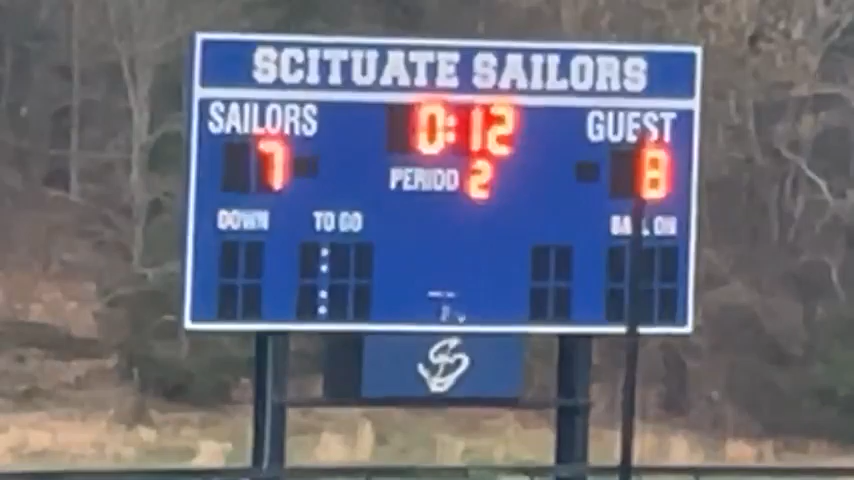 SCITUATE SAILORS
SAILORS 0:12 GUEST
7 PERIOD 2 8
DOWN TO GO BALL ON